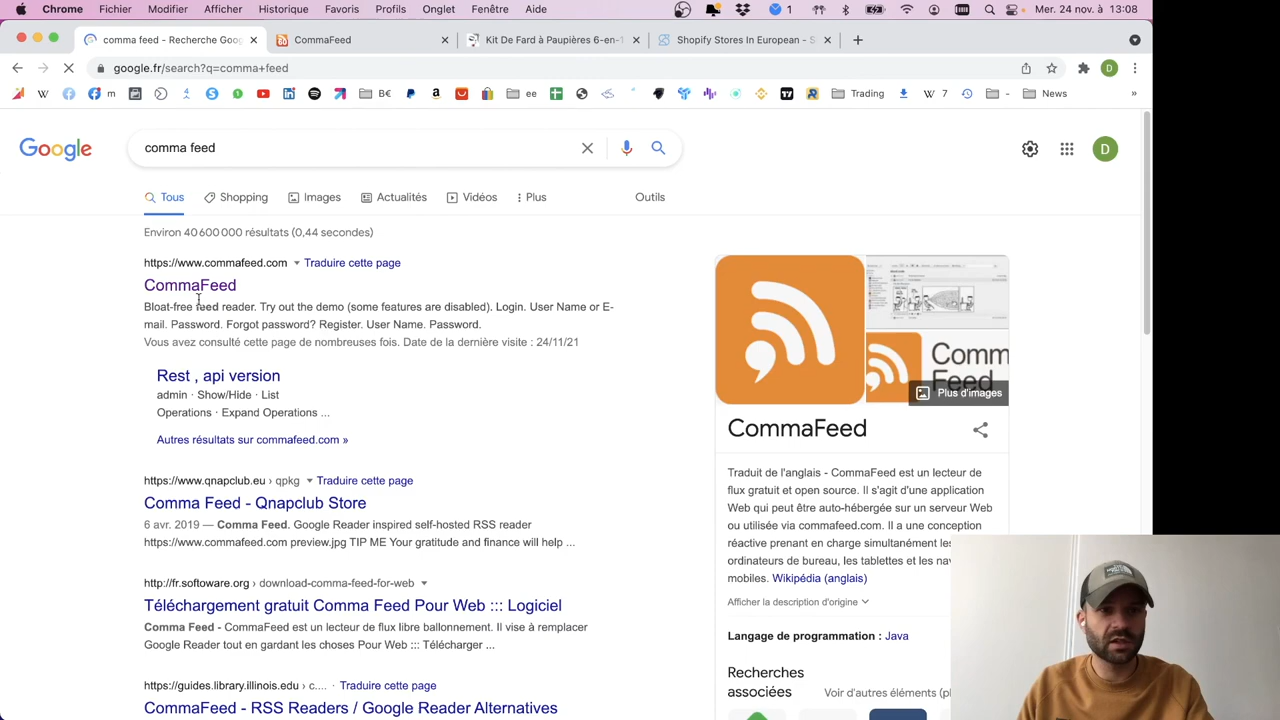 Chrome Fichier Modifier Afficher Historique Favoris Profils Onglet Fenêtre Aide 1 Mer. 24 nov. à 13:08
comma feed - Recherche Goo CommaFeed Kit De Fard à Paupières 6-en-1 Shopify Stores In European - S
google.fr/search?q=comma+feed D
m B€ ee Trading W 7 - News »
Google
comma feed
D
Tous Shopping Images Actualités Vidéos Plus Outils
Environ 40 600 000 résultats (0,44 secondes)
https://www.commafeed.com Traduire cette page
CommaFeed
Bloat-free feed reader. Try out the demo (some features are disabled). Login. User Name or E-
mail. Password. Forgot password? Register. User Name. Password.
Vous avez consulté cette page de nombreuses fois. Date de la dernière visite : 24/11/21
Rest , api version
admin · Show/Hide · List
Operations · Expand Operations ...
Autres résultats sur commafeed.com »
https://www.qnapclub.eu › qpkg Traduire cette page
Comma Feed - Qnapclub Store
6 avr. 2019 — Comma Feed. Google Reader inspired self-hosted RSS reader
https://www.commafeed.com preview.jpg TIP ME Your gratitude and finance will help ...
http://fr.softoware.org › download-comma-feed-for-web
Téléchargement gratuit Comma Feed Pour Web ::: Logiciel
Comma Feed - CommaFeed est un lecteur de flux libre ballonnement. Il vise à remplacer
Google Reader tout en gardant les choses Pour Web ::: Télécharger ...
https://guides.library.illinois.edu › c.... Traduire cette page
CommaFeed - RSS Readers / Google Reader Alternatives
Comm
Feed
Plus d'images
CommaFeed
Traduit de l'anglais - CommaFeed est un lecteur de
flux gratuit et open source. Il s'agit d'une application
Web qui peut être auto-hébergée sur un serveur Web
ou utilisée via commafeed.com. Il a une conception
réactive prenant en charge simultanément les
ordinateurs de bureau, les tablettes et les nav
mobiles. Wikipédia (anglais)
Afficher la description d'origine
Langage de programmation : Java
Recherches
associées
Voir d'autres éléments (pl